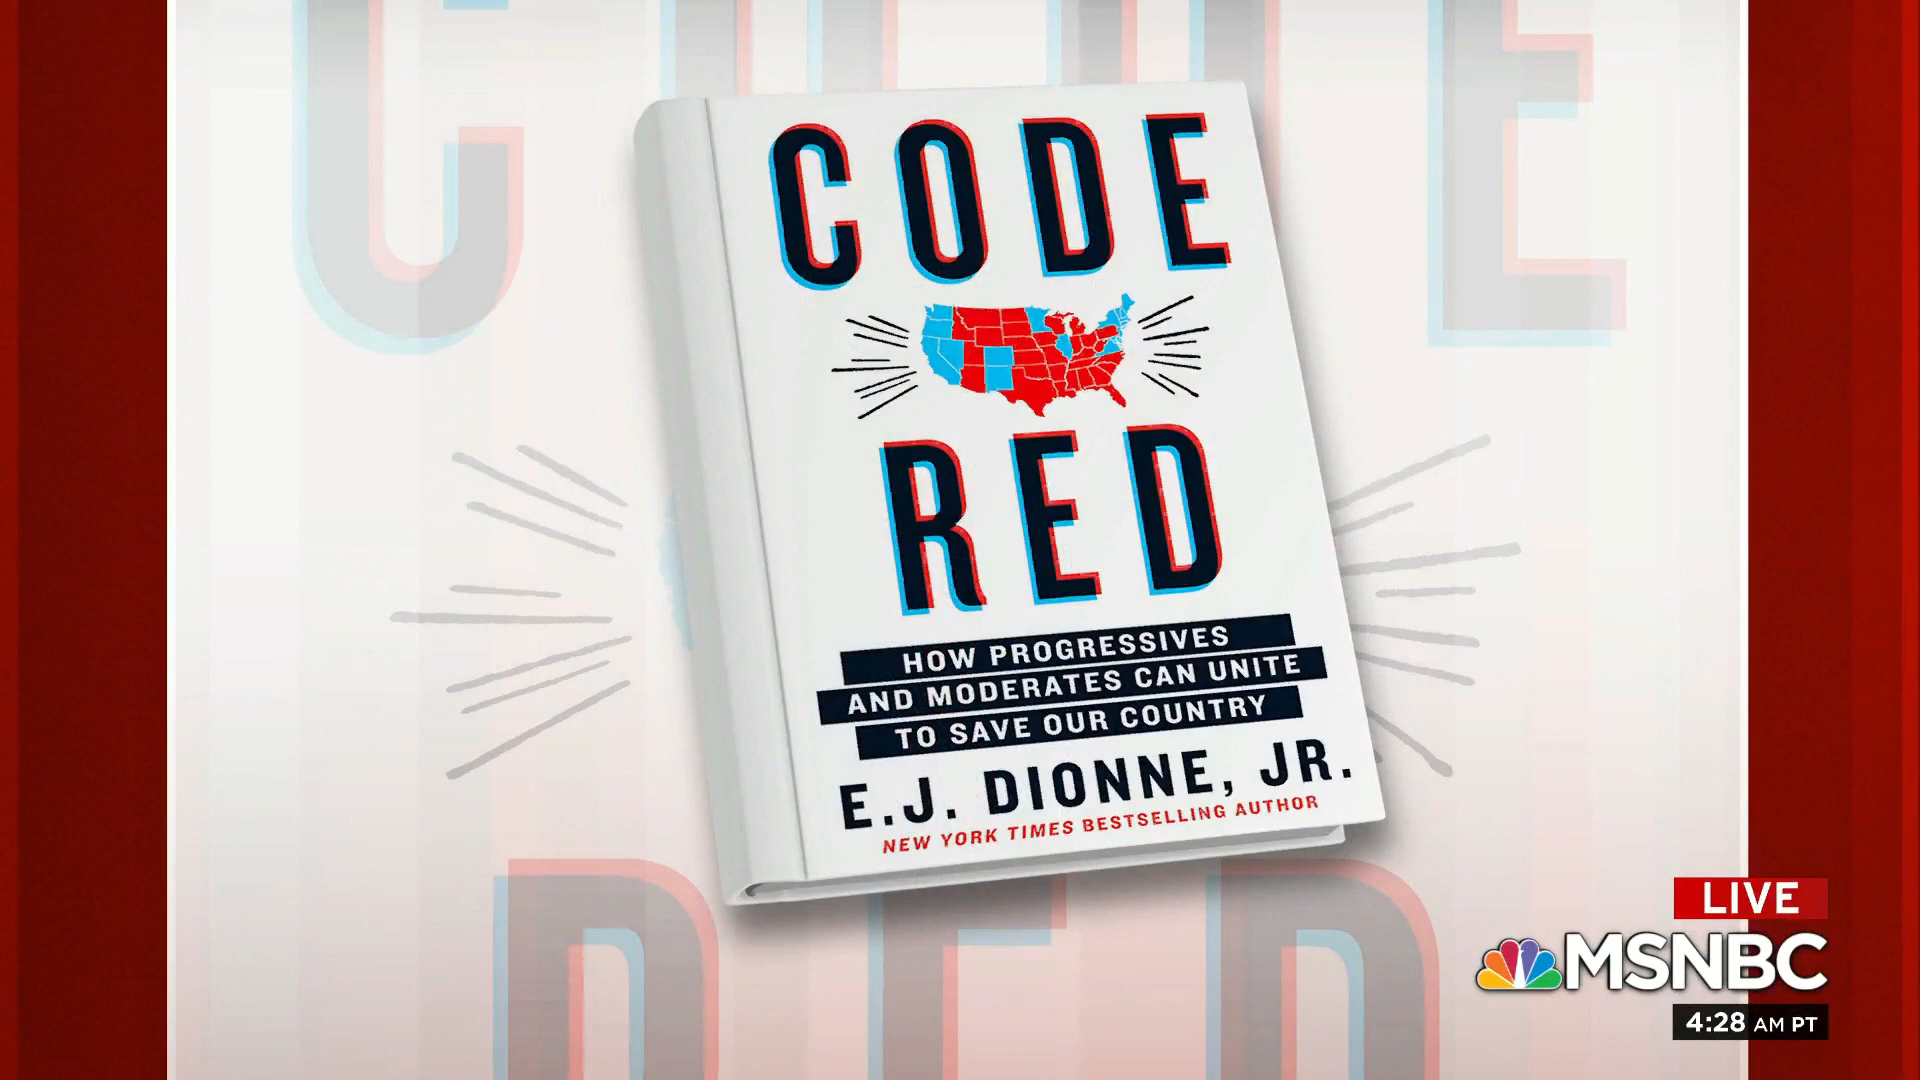 CODE
RED
HOW PROGRESSIVES
AND MODERATES CAN UNITE
TO SAVE OUR COUNTRY
E.J. DIONNE, JR.
NEW YORK TIMES BESTSELLING AUTHOR
LIVE
MSNBC
4:28 AM PT